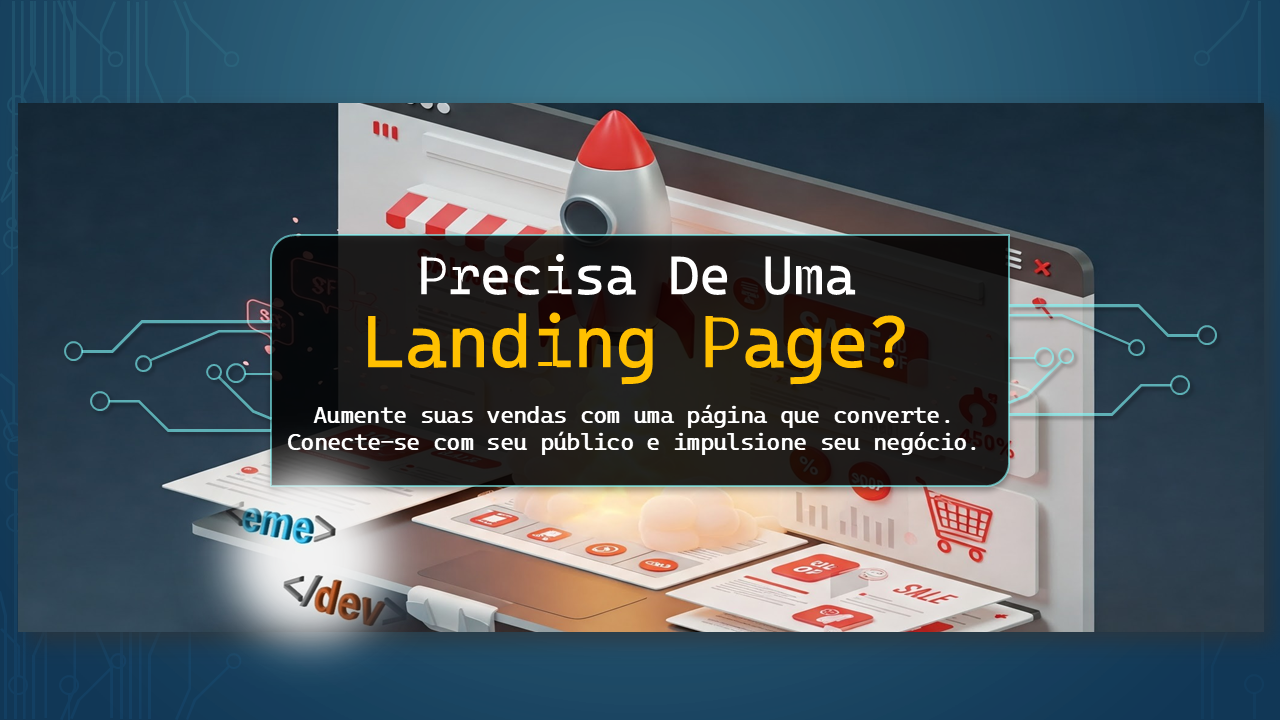 Precisa De Uma
Landing Page?
Aumente suas vendas com uma página que converte.
Conecte-se com seu público e impulsione seu negócio.
<eme>
</dev>
SALE